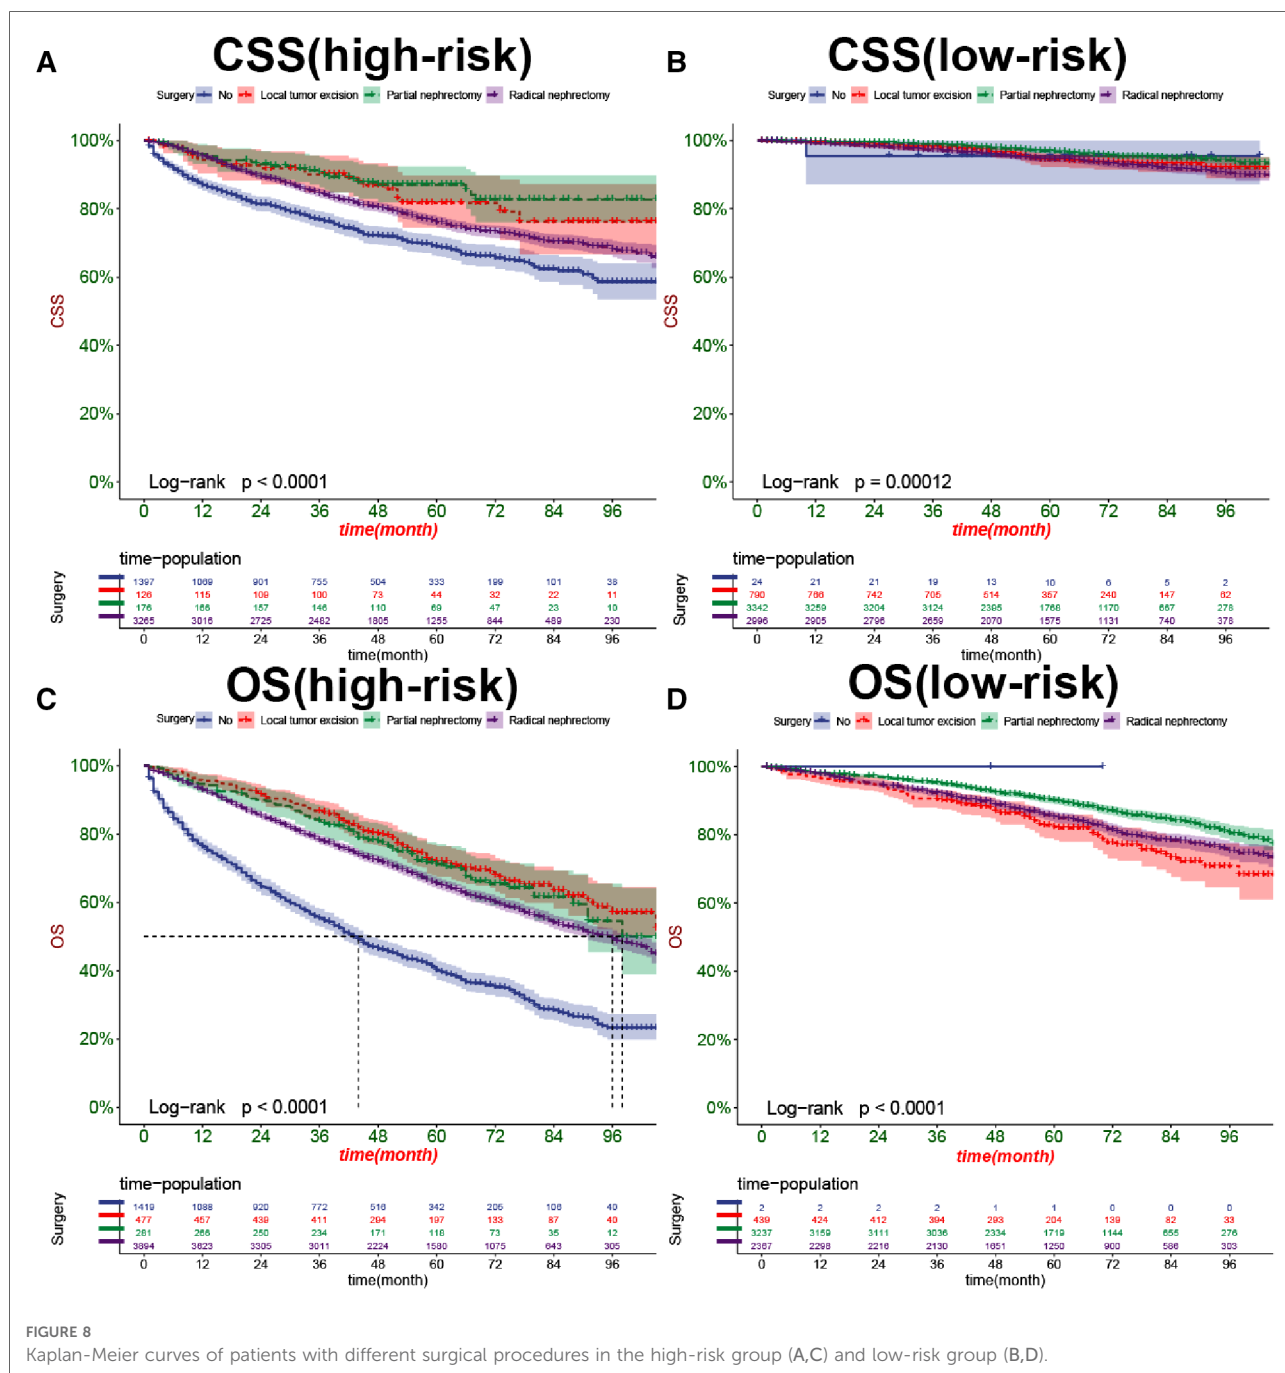 A CSS(high-risk)
Surgery No Local tumor excision Partial nephrectomy Radical nephrectomy
100%
80%
60%
40%
20%
0%
CSS
Log-rank p < 0.0001
0 12 24 36 48 60 72 84 96
time(month)
time-population
Surgery
1397 1069 901 755 504 333 199 101 38
126 115 109 100 73 44 32 22 11
176 166 157 146 110 69 47 23 10
3265 3016 2725 2482 1805 1255 844 489 230
0 12 24 36 48 60 72 84 96
time(month)
B CSS(low-risk)
Surgery No Local tumor excision Partial nephrectomy Radical nephrectomy
100%
80%
60%
40%
20%
0%
CSS
Log-rank p = 0.00012
0 12 24 36 48 60 72 84 96
time(month)
time-population
Surgery
24 21 21 19 13 10 6 5 2
790 766 742 705 514 357 240 147 62
3342 3259 3204 3124 2395 1768 1170 667 278
2996 2905 2796 2659 2070 1575 1131 740 378
0 12 24 36 48 60 72 84 96
time(month)
C OS(high-risk)
Surgery No Local tumor excision Partial nephrectomy Radical nephrectomy
100%
80%
60%
40%
20%
0%
OS
Log-rank p < 0.0001
0 12 24 36 48 60 72 84 96
time(month)
time-population
Surgery
1419 1088 920 772 516 342 205 106 40
477 457 439 411 294 197 133 87 40
281 266 250 234 171 118 73 35 12
3894 3623 3305 3011 2224 1580 1075 643 305
0 12 24 36 48 60 72 84 96
time(month)
D OS(low-risk)
Surgery No Local tumor excision Partial nephrectomy Radical nephrectomy
100%
80%
60%
40%
20%
0%
OS
Log-rank p < 0.0001
0 12 24 36 48 60 72 84 96
time(month)
time-population
Surgery
2 2 2 2 1 1 0 0 0
439 424 412 394 293 204 139 82 33
3237 3159 3111 3036 2334 1719 1144 655 276
2367 2298 2216 2130 1651 1250 900 586 303
0 12 24 36 48 60 72 84 96
time(month)
FIGURE 8
Kaplan-Meier curves of patients with different surgical procedures in the high-risk group (A,C) and low-risk group (B,D).